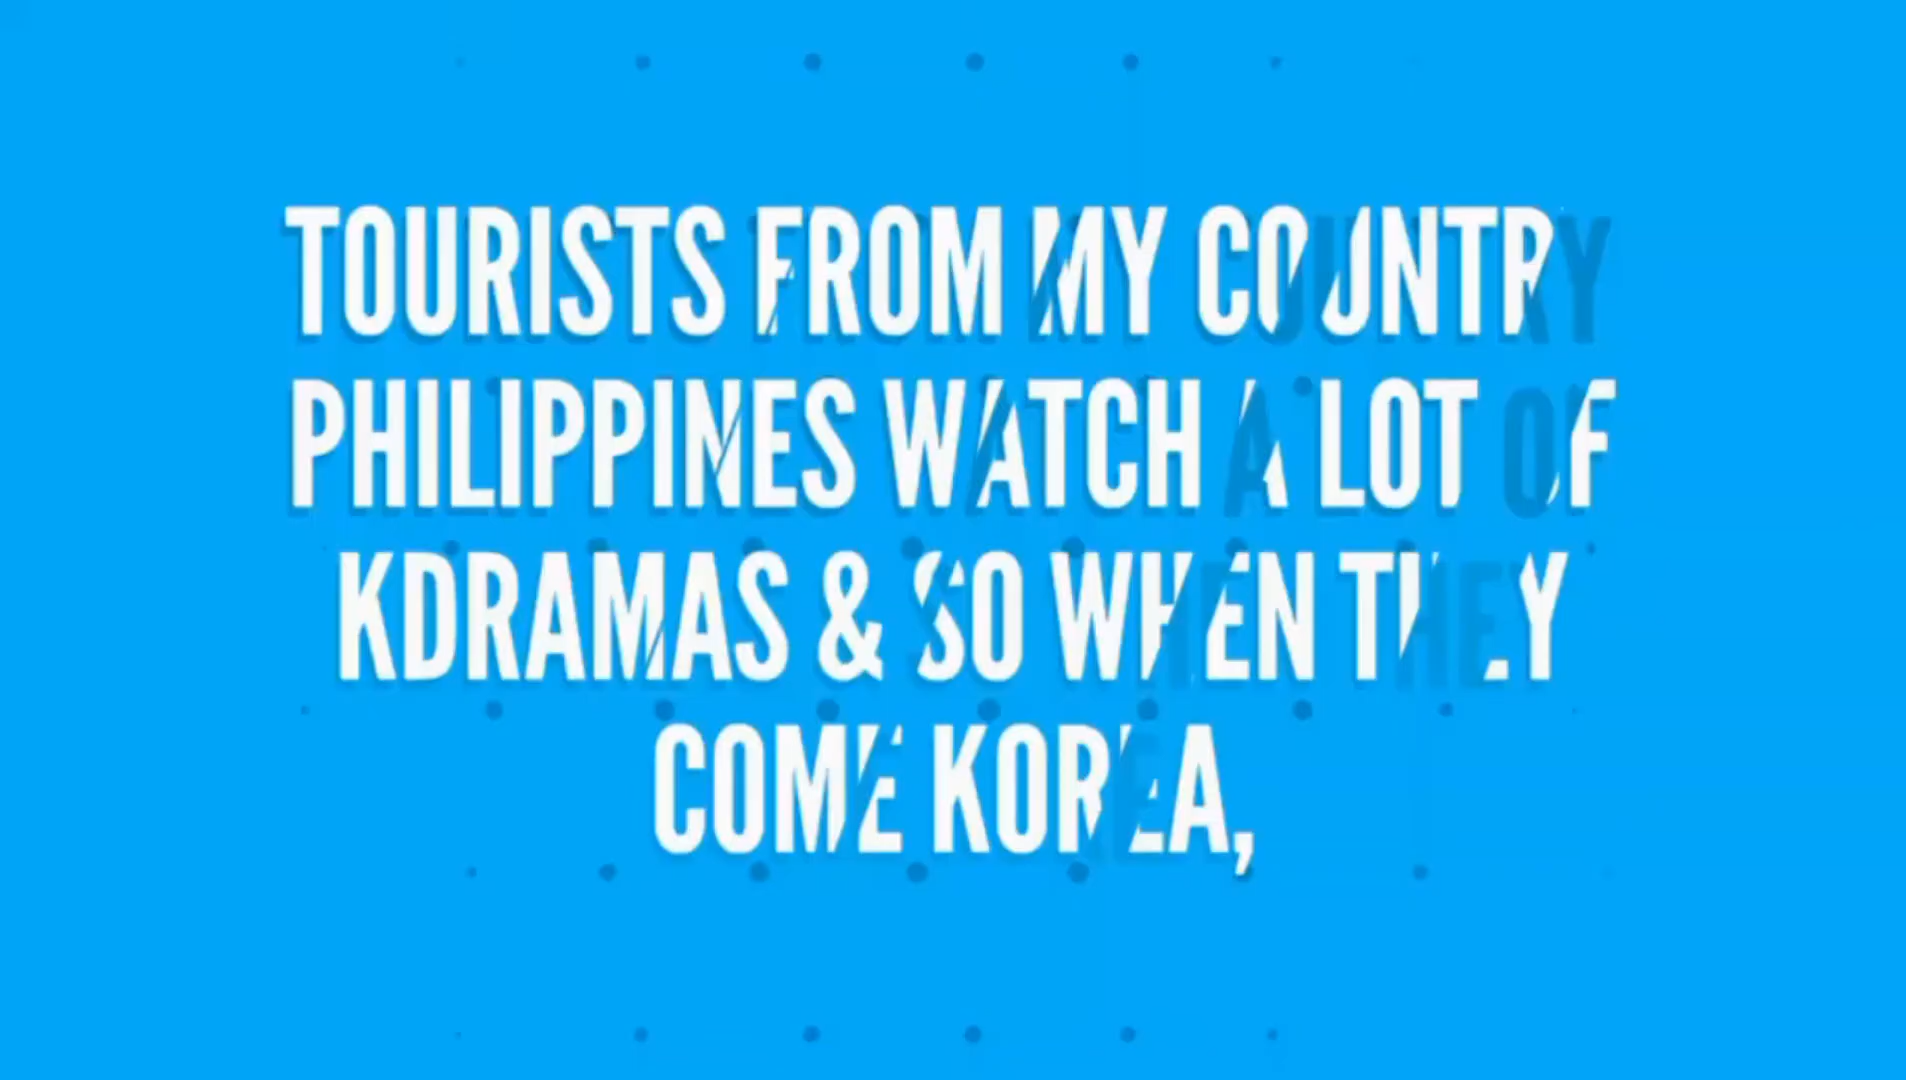 TOURISTS FROM MY COUNTRY
PHILIPPINES WATCH A LOT OF
KDRAMAS & SO WHEN THEY
COME KOREA,